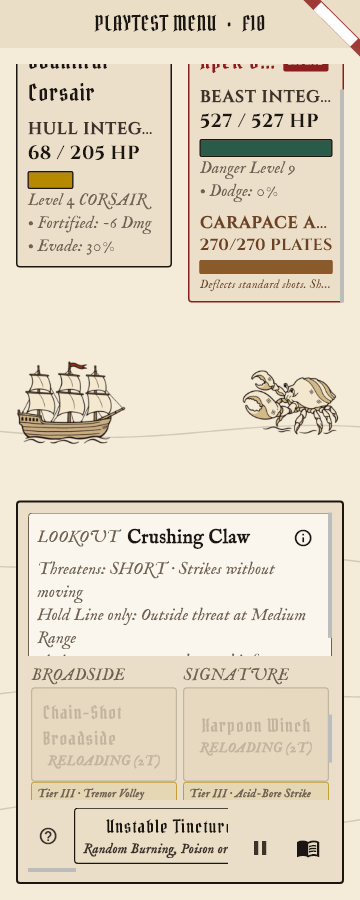 PLAYTEST MENU · F10
Corsair
HULL INTEG...
68 / 205 HP
Level 4 CORSAIR
• Fortified: -6 Dmg
• Evade: 30%
BEAST INTEG...
527 / 527 HP
Danger Level 9
• Dodge: 0%
CARAPACE A...
270/270 PLATES
Deflects standard shots. Sh...
LOOKOUT Crushing Claw
Threatens: SHORT · Strikes without
moving
Hold Line only: Outside threat at Medium
Range
BROADSIDE
Chain-Shot
Broadside
RELOADING (2T)
Tier III · Tremor Volley
SIGNATURE
Harpoon Winch
RELOADING (2T)
Tier III · Acid-Bore Strike
Unstable Tincture
Random Burning, Poison or